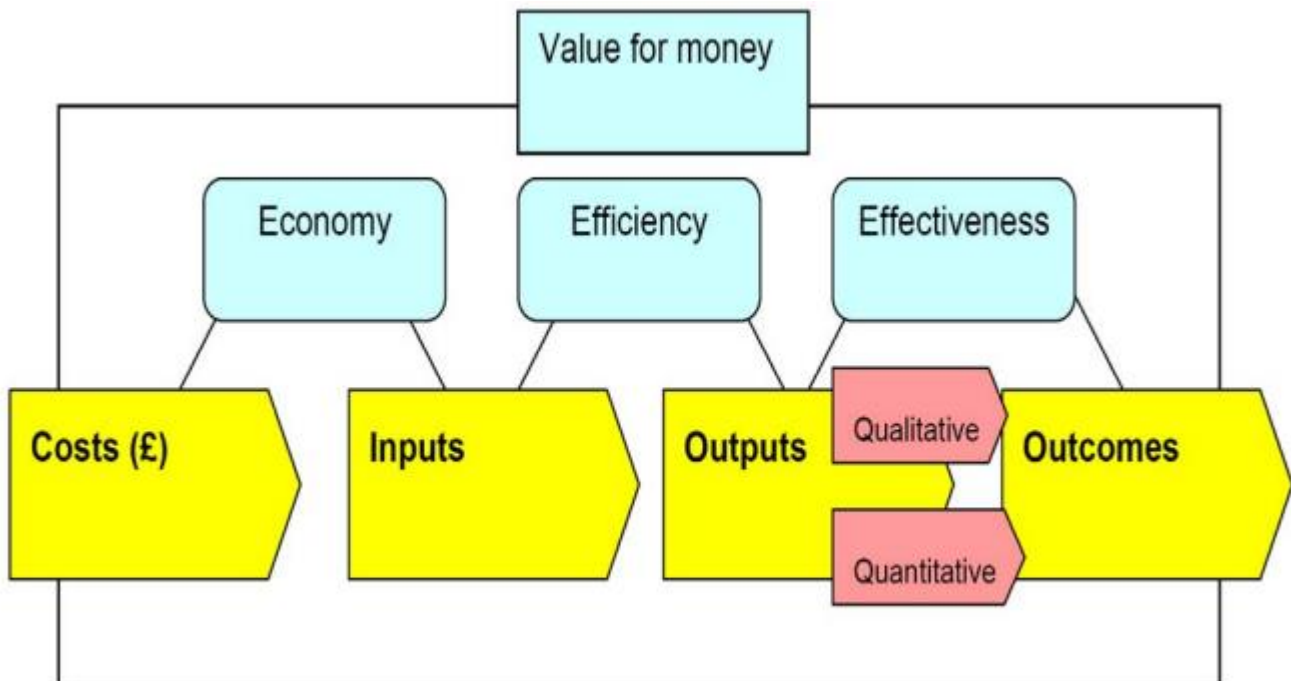 Value for money
Economy
Efficiency
Effectiveness
Costs (£)
Inputs
Outputs
Qualitative
Quantitative
Outcomes